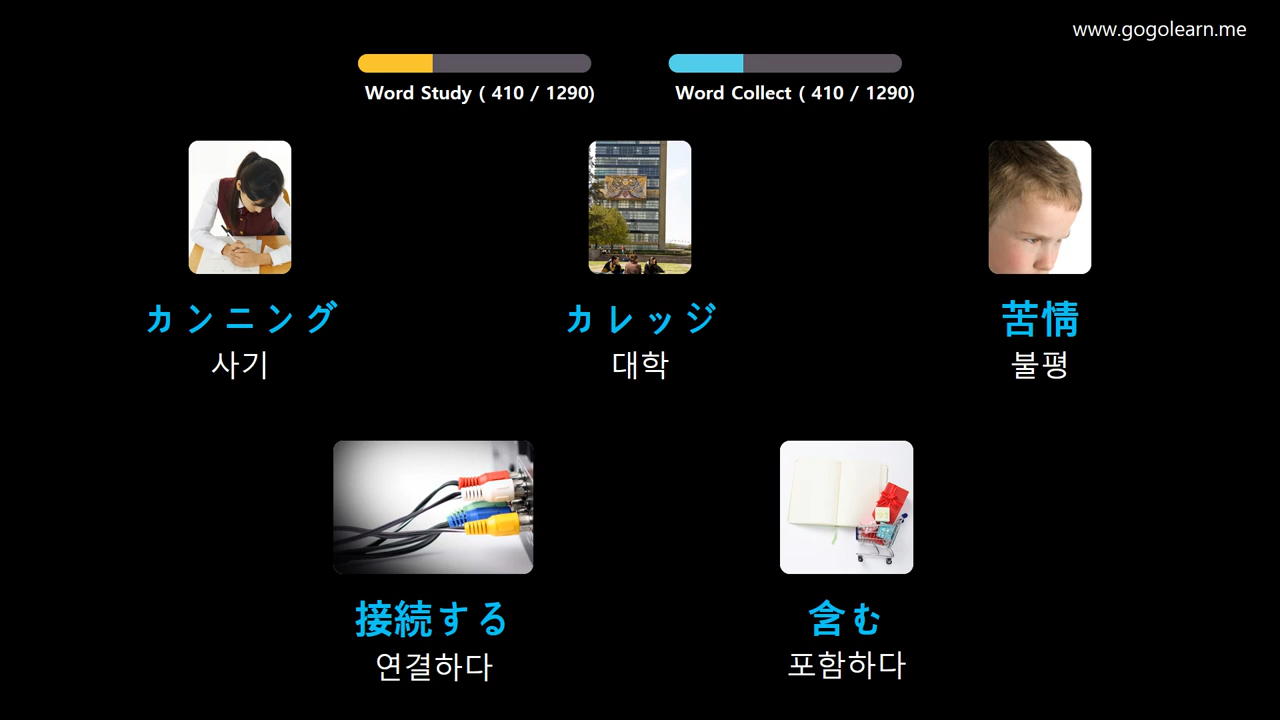 www.gogolearn.me
Word Study ( 410 / 1290)
Word Collect ( 410 / 1290)
カンニング
사기
カレッジ
대학
苦情
불평
接続する
연결하다
含む
포함하다